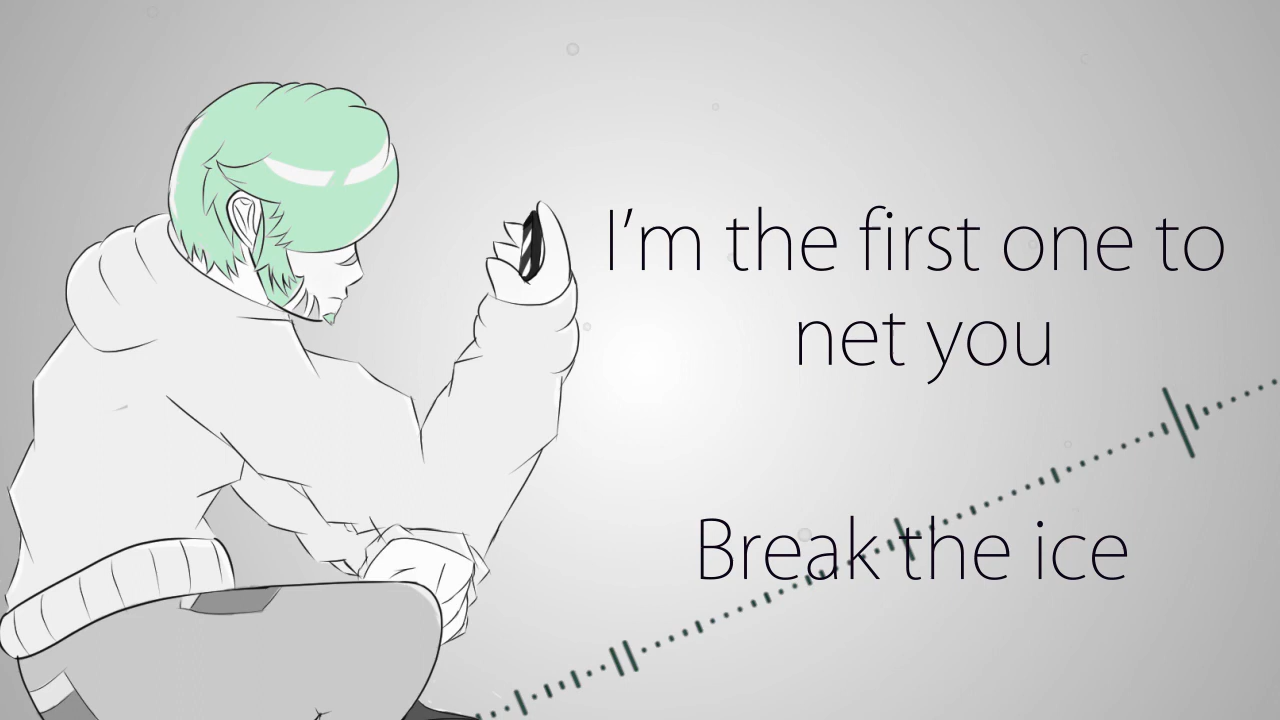 I’m the first one to
net you
Break the ice